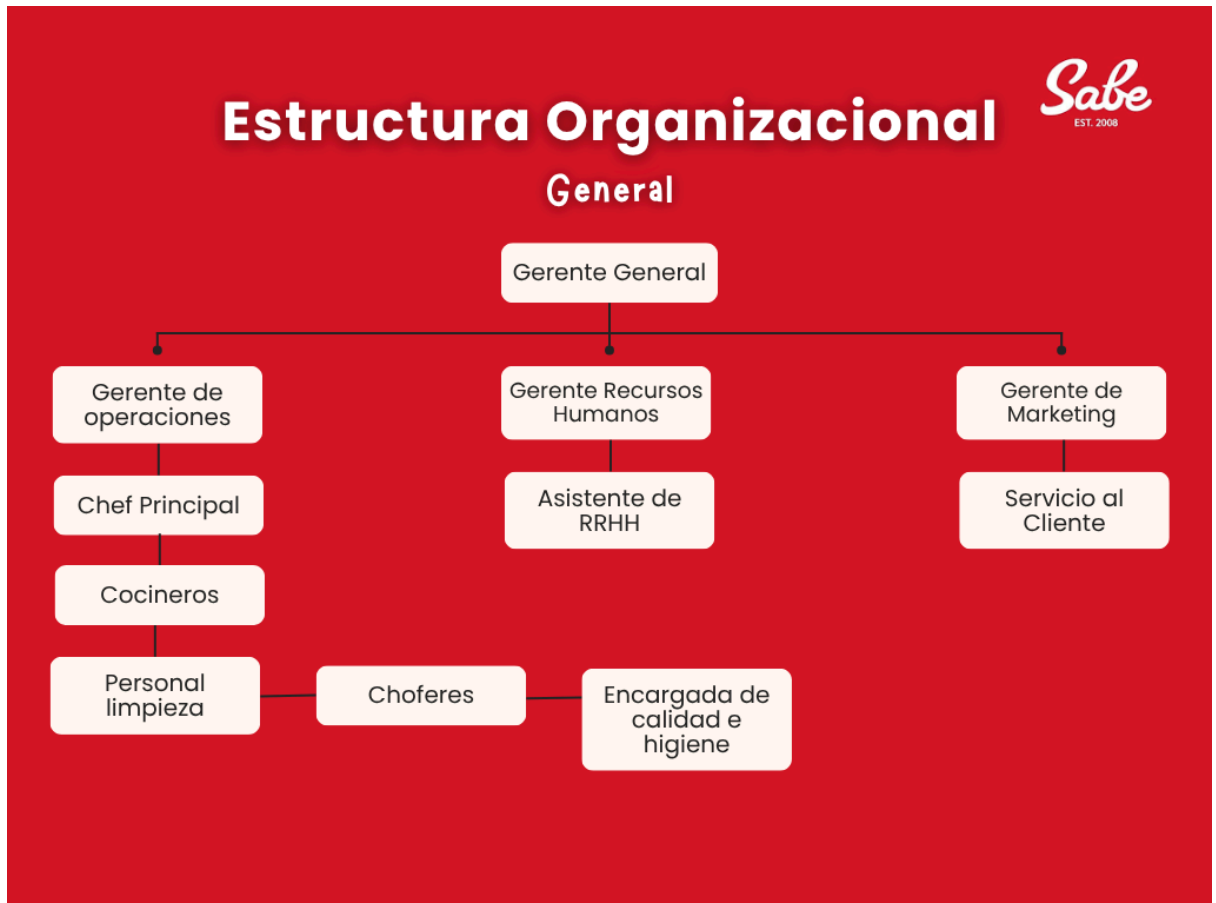 Sabe
EST. 2008
Estructura Organizacional
General
Gerente General
Gerente de
operaciones
Gerente Recursos
Humanos
Gerente de
Marketing
Chef Principal
Asistente de
RRHH
Servicio al
Cliente
Cocineros
Personal
limpieza
Choferes
Encargada de
calidad e
higiene